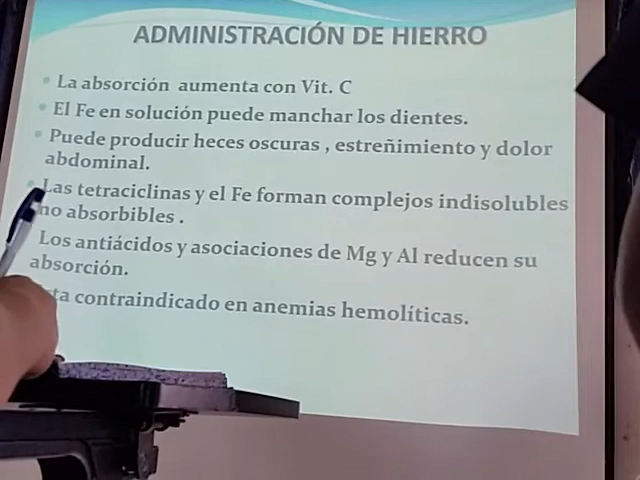 ADMINISTRACIÓN DE HIERRO
La absorción aumenta con Vit. C
El Fe en solución puede manchar los dientes.
Puede producir heces oscuras , estreñimiento y dolor
abdominal.
Las tetraciclinas y el Fe forman complejos indisolubles
no absorbibles .
Los antiácidos y asociaciones de Mg y Al reducen su
absorción.
contraindicado en anemias hemolíticas.